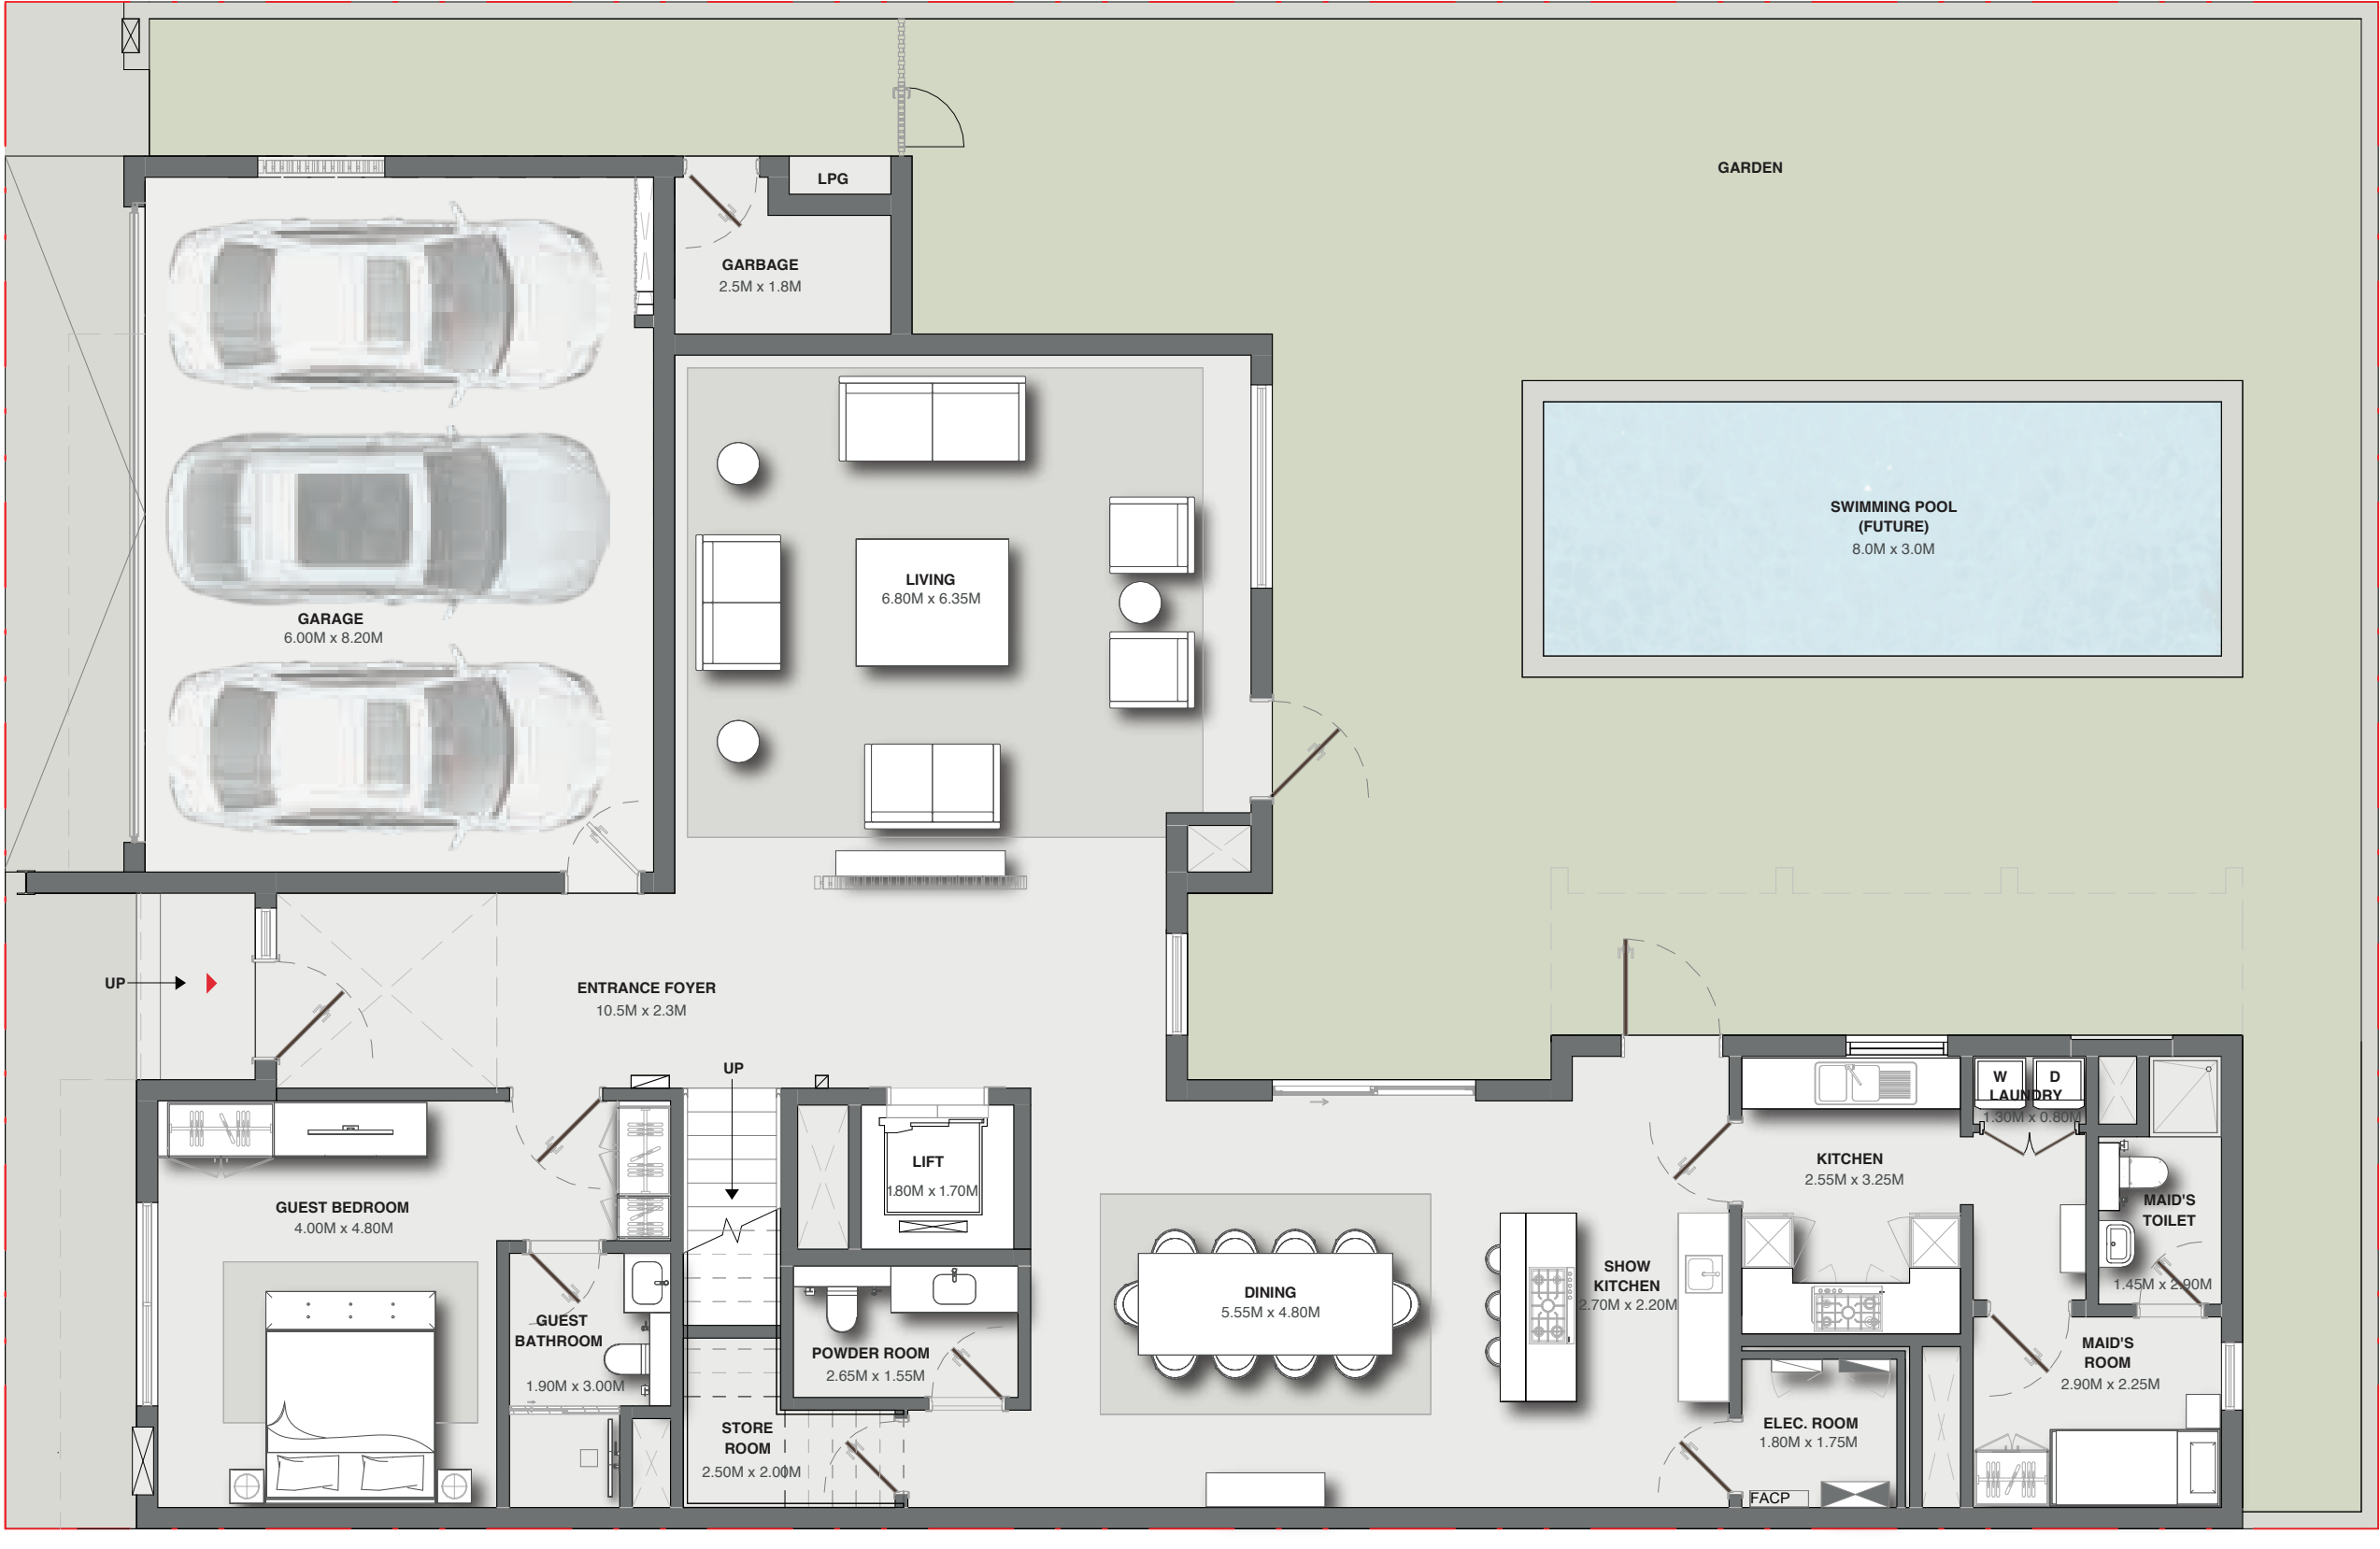 GARDEN
LPG
GARBAGE
2.5M x 1.8M
SWIMMING POOL
(FUTURE)
8.0M x 3.0M
LIVING
6.80M x 6.35M
GARAGE
6.00M x 8.20M
UP
ENTRANCE FOYER
10.5M x 2.3M
UP
W
D
LAUNDRY
1.30M x 0.80M
LIFT
1.80M x 1.70M
KITCHEN
2.55M x 3.25M
GUEST BEDROOM
4.00M x 4.80M
MAID'S
TOILET
1.45M x 2.90M
SHOW
KITCHEN
2.70M x 2.20M
DINING
5.55M x 4.80M
GUEST
BATHROOM
1.90M x 3.00M
POWDER ROOM
2.65M x 1.55M
MAID'S
ROOM
2.90M x 2.25M
STORE
ROOM
2.50M x 2.00M
ELEC. ROOM
1.80M x 1.75M
FACP